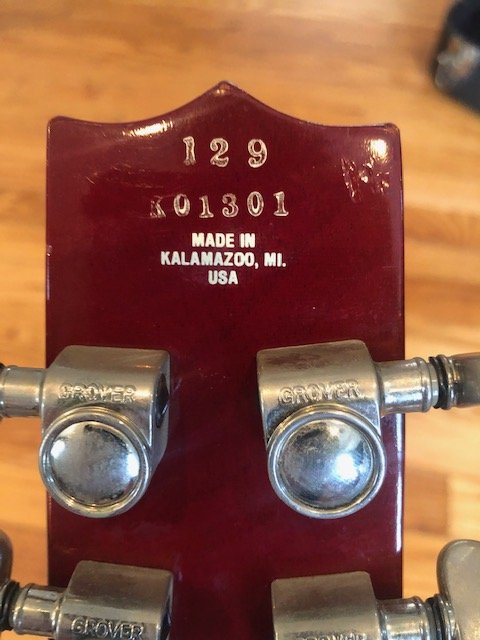 129
K01301
MADE IN
KALAMAZOO, MI.
USA
GROVER GROVER
GROVER GROVER